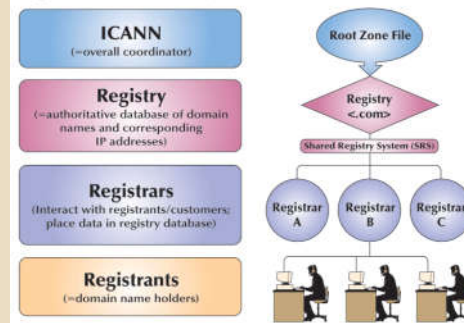 ICANN
(=overall coordinator)
Registry
(=authoritative database of domain
names and corresponding
IP addresses)
Registrars
(Interact with registrants/customers;
place data in registry database)
Registrants
(=domain name holders)
Root Zone File
Registry
<.com>
Shared Registry System (SRS)
Registrar
A
Registrar
B
Registrar
C